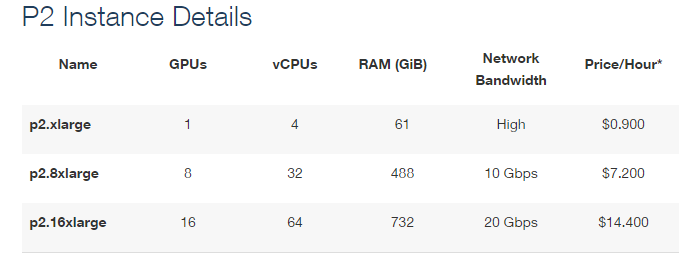 P2 Instance Details
Name GPUs vCPUs RAM (GiB) Network Bandwidth Price/Hour*
p2.xlarge 1 4 61 High $0.900
p2.8xlarge 8 32 488 10 Gbps $7.200
p2.16xlarge 16 64 732 20 Gbps $14.400